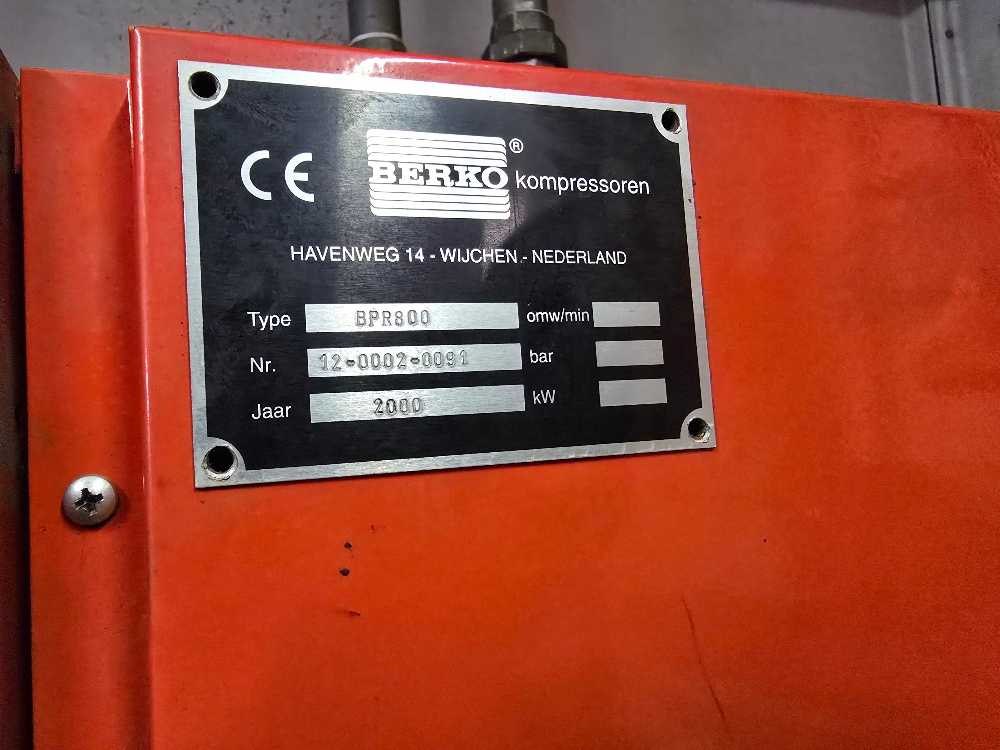 CE BERKO® kompressoren
HAVENWEG 14 - WIJCHEN - NEDERLAND
Type BPR800 omw/min
Nr. 12-0002-0091 bar
Jaar 2000 kW